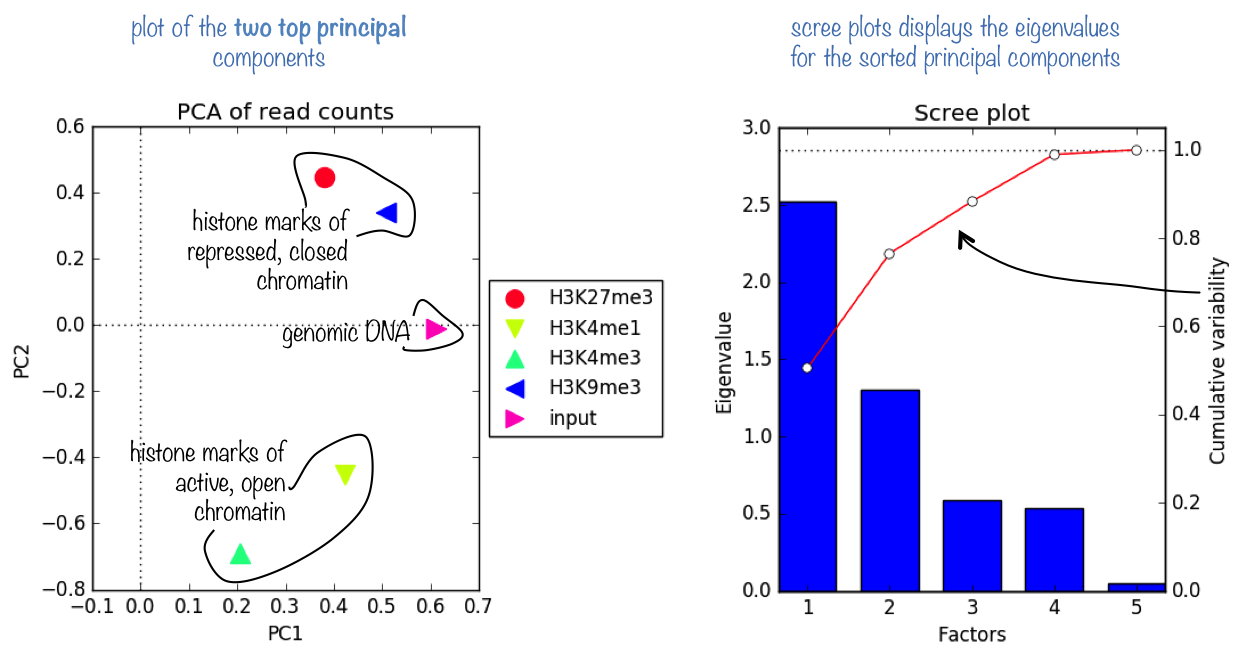 plot of the two top principal
components
scree plots displays the eigenvalues
for the sorted principal components
PCA of read counts
0.6
0.4
0.2
0.0
−0.2
−0.4
−0.6
−0.8
PC2
histone marks of
repressed, closed
chromatin
genomic DNA
histone marks of
active, open
chromatin
−0.1 0.0 0.1 0.2 0.3 0.4 0.5 0.6 0.7
PC1
H3K27me3
H3K4me1
H3K4me3
H3K9me3
input
Scree plot
3.0
2.5
2.0
1.5
1.0
0.5
0.0
Eigenvalue
1.0
0.8
0.6
0.4
0.2
0.0
Cumulative variability
1 2 3 4 5
Factors